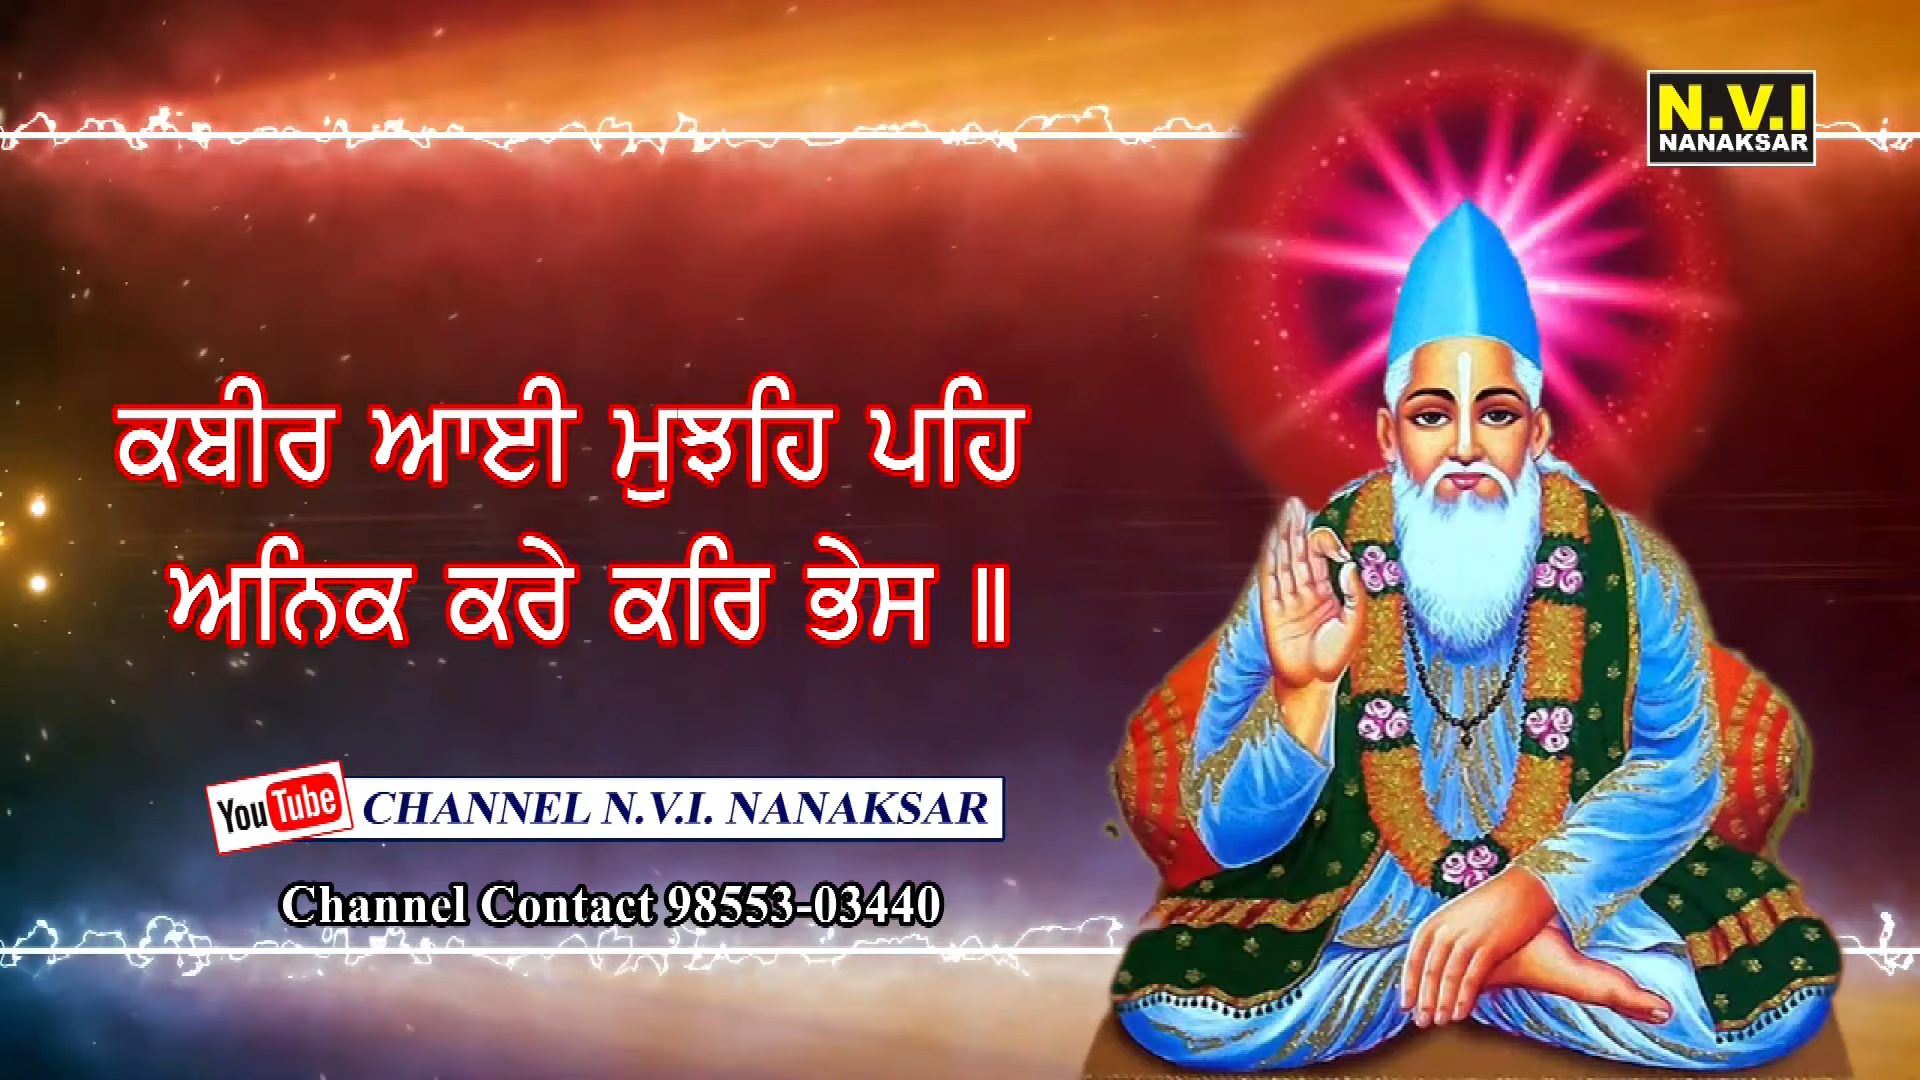 N.V.I
NANAKSAR
ਕਬੀਰ ਆਈ ਮੁਝਹਿ ਪਹਿ
ਅਨਿਕ ਕਰੇ ਕਰਿ ਭੇਸ ॥
YouTube CHANNEL N.V.I. NANAKSAR
Channel Contact 98553-03440